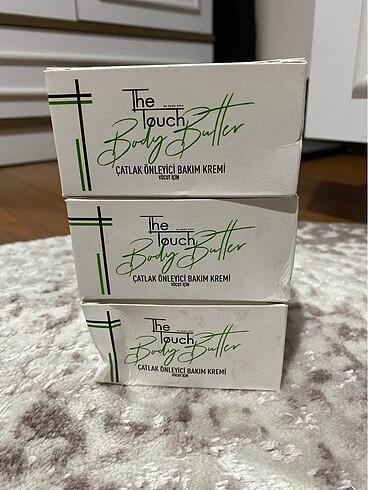 The
Touch
Body Butter
ÇATLAK ÖNLEYİCİ BAKIM KREMİ
VÜCUT İÇİN
The
Touch
Body Butter
ÇATLAK ÖNLEYİCİ BAKIM KREMİ
VÜCUT İÇİN
The
Touch
Body Butter
ÇATLAK ÖNLEYİCİ BAKIM KREMİ
VÜCUT İÇİN